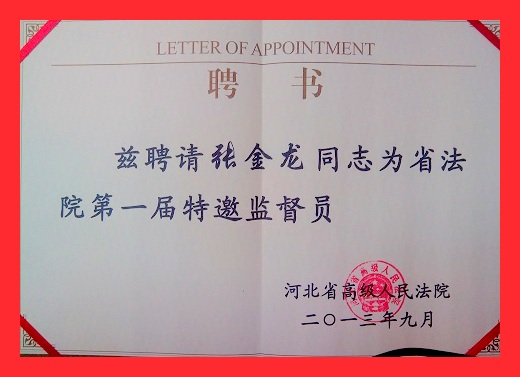 LETTER OF APPOINTMENT
聘 书
兹聘请张金龙同志为省法
院第一届特邀监督员
河北省高级人民法院
二〇一三年九月